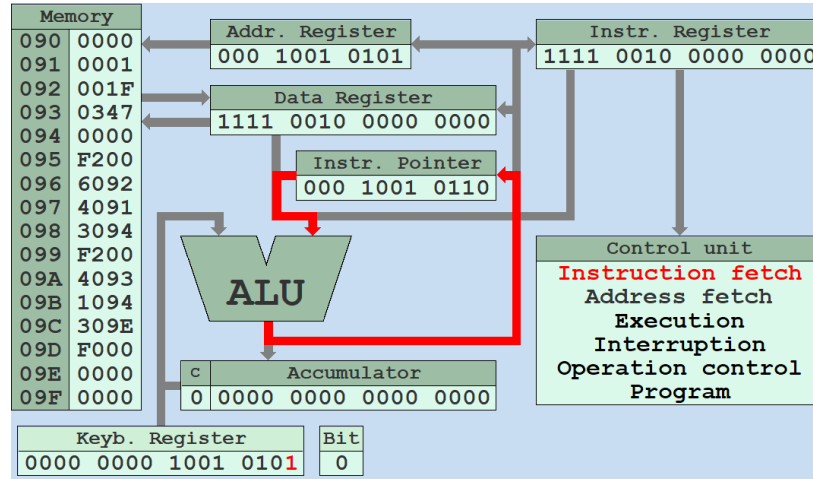 Memory
090 0000
091 0001
092 001F
093 0347
094 0000
095 F200
096 6092
097 4091
098 3094
099 F200
09A 4093
09B 1094
09C 309E
09D F000
09E 0000
09F 0000
Addr. Register
000 1001 0101
Instr. Register
1111 0010 0000 0000
Data Register
1111 0010 0000 0000
Instr. Pointer
000 1001 0110
ALU
Control unit
Instruction fetch
Address fetch
Execution
Interruption
Operation control
Program
C Accumulator
0 0000 0000 0000 0000
Keyb. Register
0000 0000 1001 0101
Bit
0